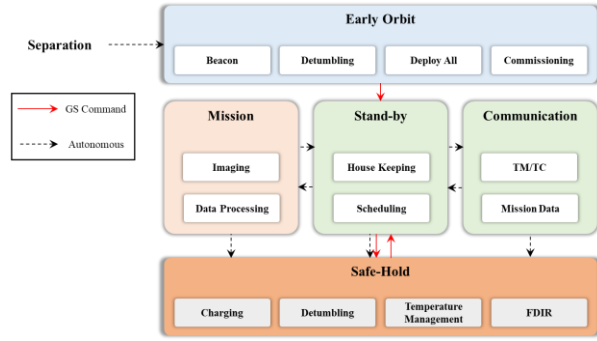 Early Orbit
Separation
Beacon
Detumbling
Deploy All
Commissioning
GS Command
Autonomous
Mission
Stand-by
Communication
Imaging
House Keeping
TM/TC
Data Processing
Scheduling
Mission Data
Safe-Hold
Charging
Detumbling
Temperature
Management
FDIR